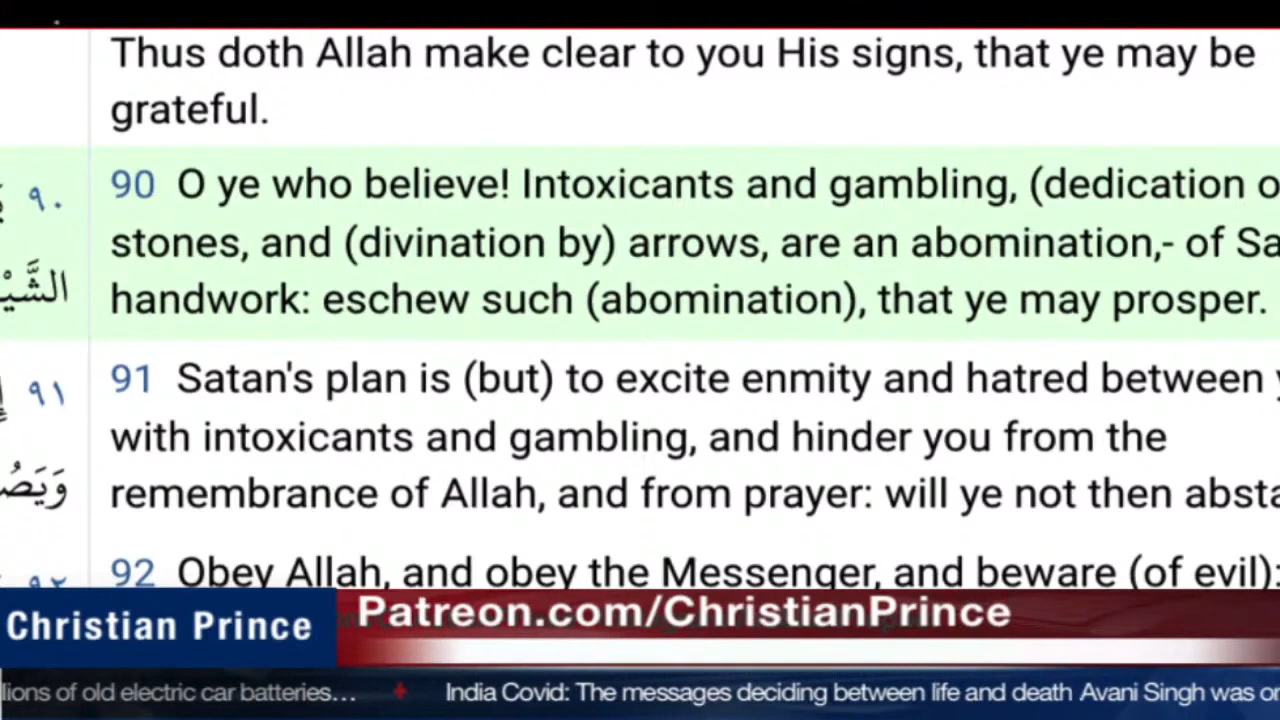 Thus doth Allah make clear to you His signs, that ye may be
grateful.
٩٠
90 O ye who believe! Intoxicants and gambling, (dedication
stones, and (divination by) arrows, are an abomination,- of
handwork: eschew such (abomination), that ye may prosper.
٩١
91 Satan's plan is (but) to excite enmity and hatred between
with intoxicants and gambling, and hinder you from the
remembrance of Allah, and from prayer: will ye not then
٩٢
92 Obey Allah, and obey the Messenger, and beware (of evil):
Christian Prince
Patreon.com/ChristianPrince
of old electric car batteries... India Covid: The messages deciding between life and death Avani Singh was